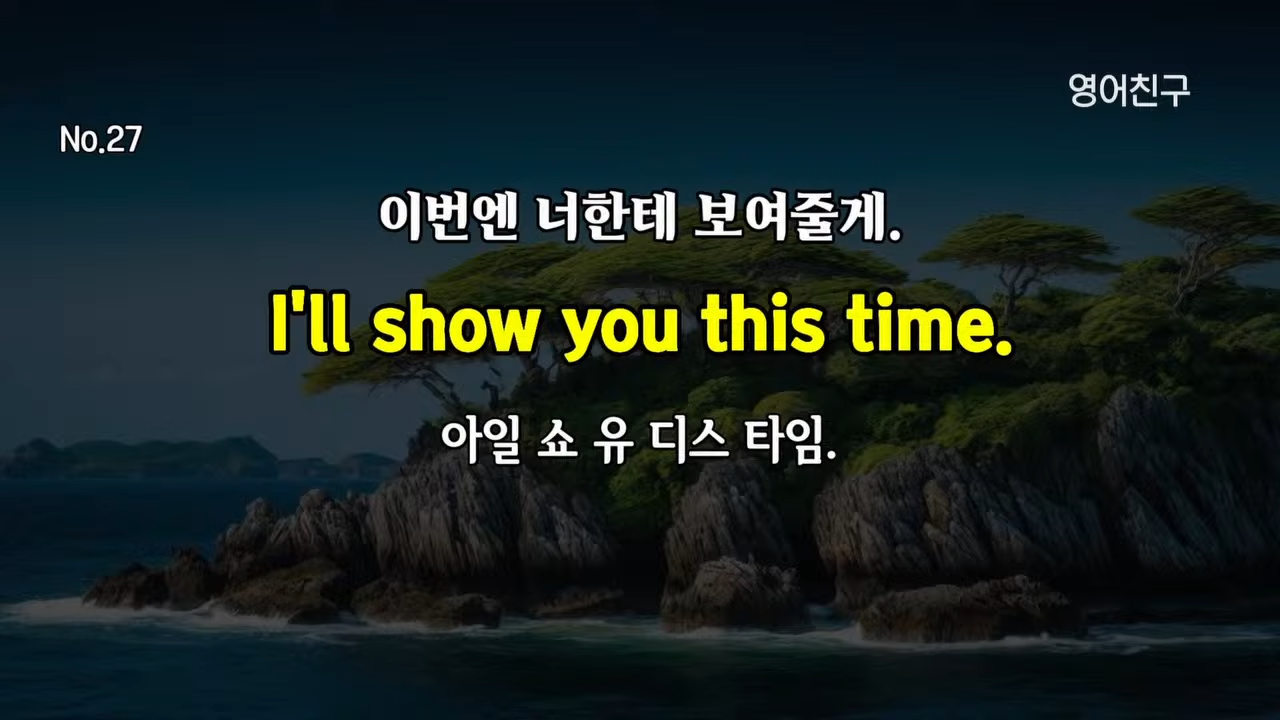 영어친구
No.27
이번엔 너한테 보여줄게.
I'll show you this time.
아일 쇼 유 디스 타임.